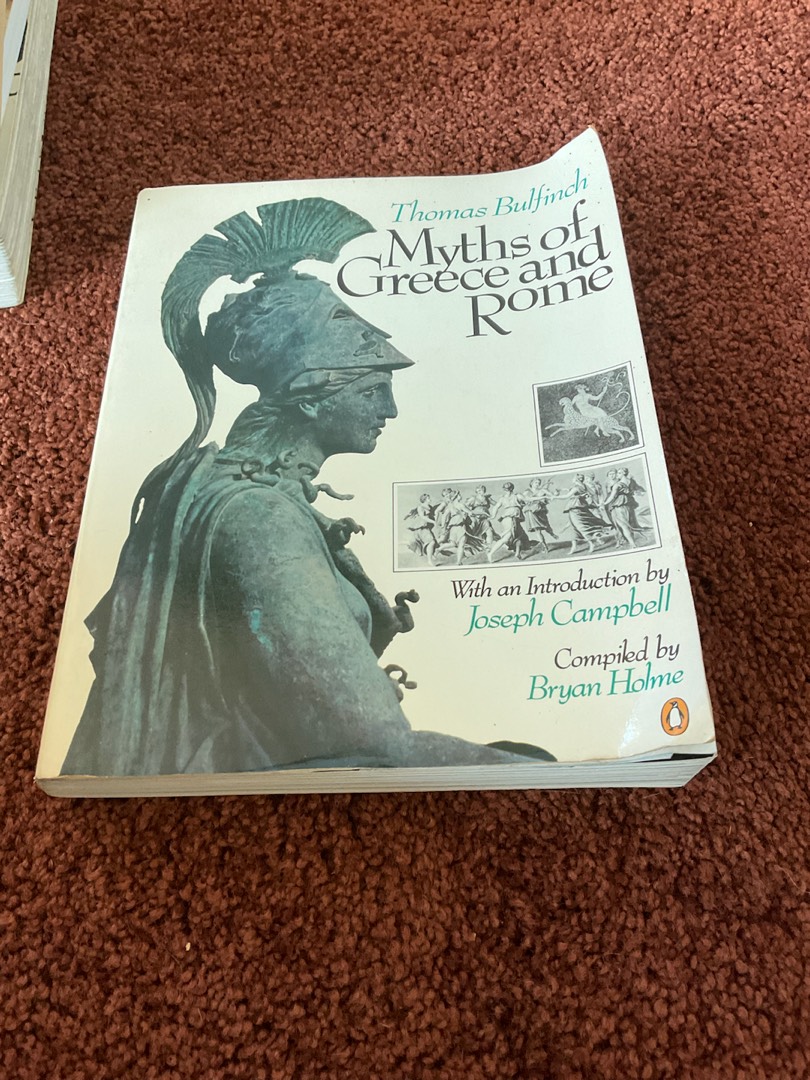 Thomas Bulfinch
Myths of
Greece and
Rome
With an Introduction by
Joseph Campbell
Compiled by
Bryan Holme